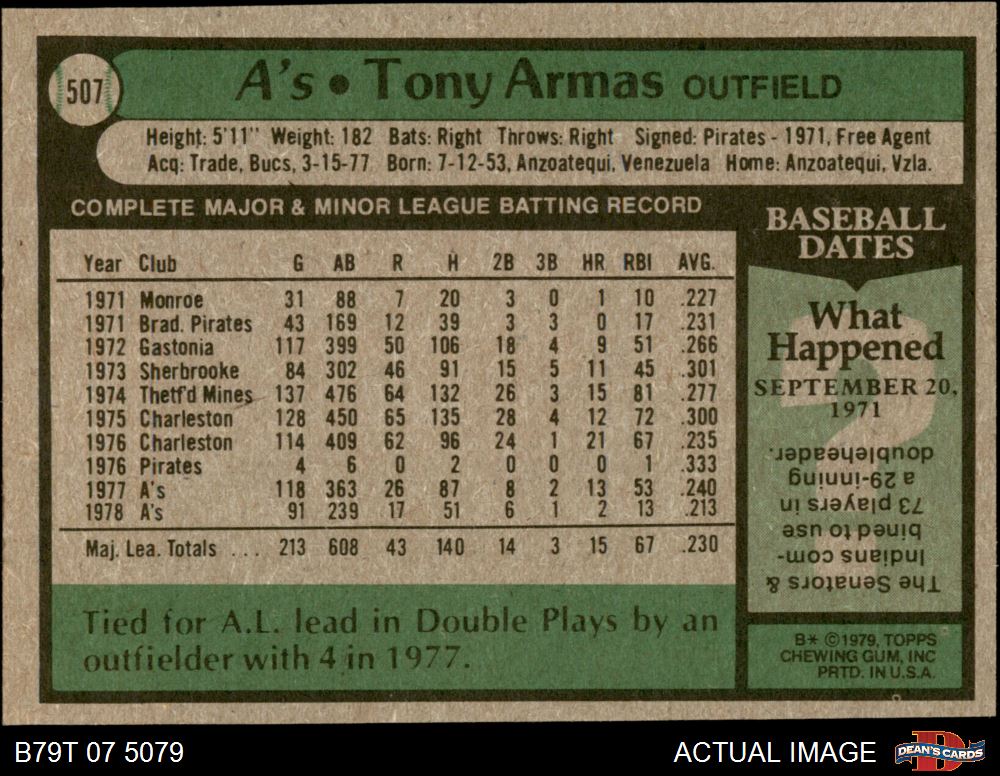 507
A's • Tony Armas OUTFIELD
Height: 5'11" Weight: 182 Bats: Right Throws: Right Signed: Pirates - 1971, Free Agent
Acq: Trade, Bucs, 3-15-77 Born: 7-12-53, Anzoatequi, Venezuela Home: Anzoatequi, Vzla.
COMPLETE MAJOR & MINOR LEAGUE BATTING RECORD
Year Club G AB R H 2B 3B HR RBI AVG.
1971 Monroe 31 88 7 20 3 0 1 10 .227
1971 Brad. Pirates 43 169 12 39 3 3 0 17 .231
1972 Gastonia 117 399 50 106 18 4 9 51 .266
1973 Sherbrooke 84 302 46 91 15 5 11 45 .301
1974 Thetf'd Mines 137 476 64 132 26 3 15 81 .277
1975 Charleston 128 450 65 135 28 4 12 72 .300
1976 Charleston 114 409 62 96 24 1 21 67 .235
1976 Pirates 4 6 0 2 0 0 0 1 .333
1977 A's 118 363 26 87 8 2 13 53 .240
1978 A's 91 239 17 51 6 1 2 13 .213
Maj. Lea. Totals ... 213 608 43 140 14 3 15 67 .230
Tied for A.L. lead in Double Plays by an
outfielder with 4 in 1977.
BASEBALL
DATES
What
Happened
SEPTEMBER 20,
1971
The Senators &
Indians com-
bined to use
73 players in
a 29-inning
doubleheader.
B* ©1979, TOPPS
CHEWING GUM, INC
PRTD. IN U.S.A.
B79T 07 5079
ACTUAL IMAGE
DEAN'S CARDS